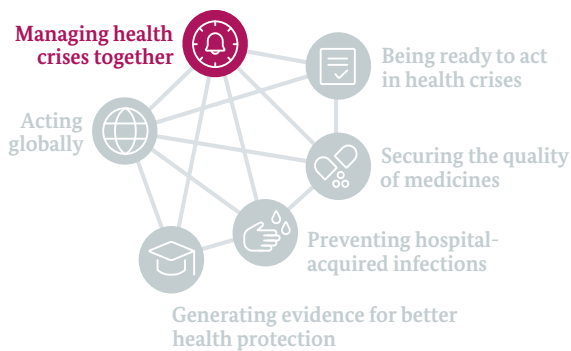 Managing health
crises together
Being ready to act
in health crises
Acting
globally
Securing the quality
of medicines
Preventing hospital-
acquired infections
Generating evidence for better
health protection